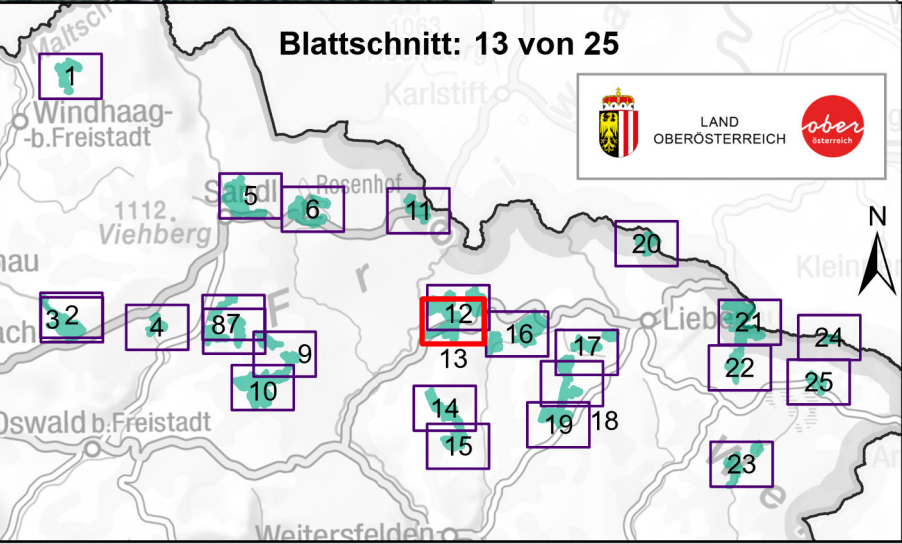 Blattschnitt: 13 von 25
1063
Maltsch
Karlstift
1
Windhaag-
-b.Freistadt
LAND
OBERÖSTERREICH
ober
österreich
5
Sandl
Rosenhof
6
11
1112
Viehberg
N
20
nau
Kleinn
F
r
3
2
4
8
7
12
16
Liebenau
21
24
ach
9
17
13
22
10
25
14
Oswald b.Freistadt
19
18
15
23
Weitersfelden